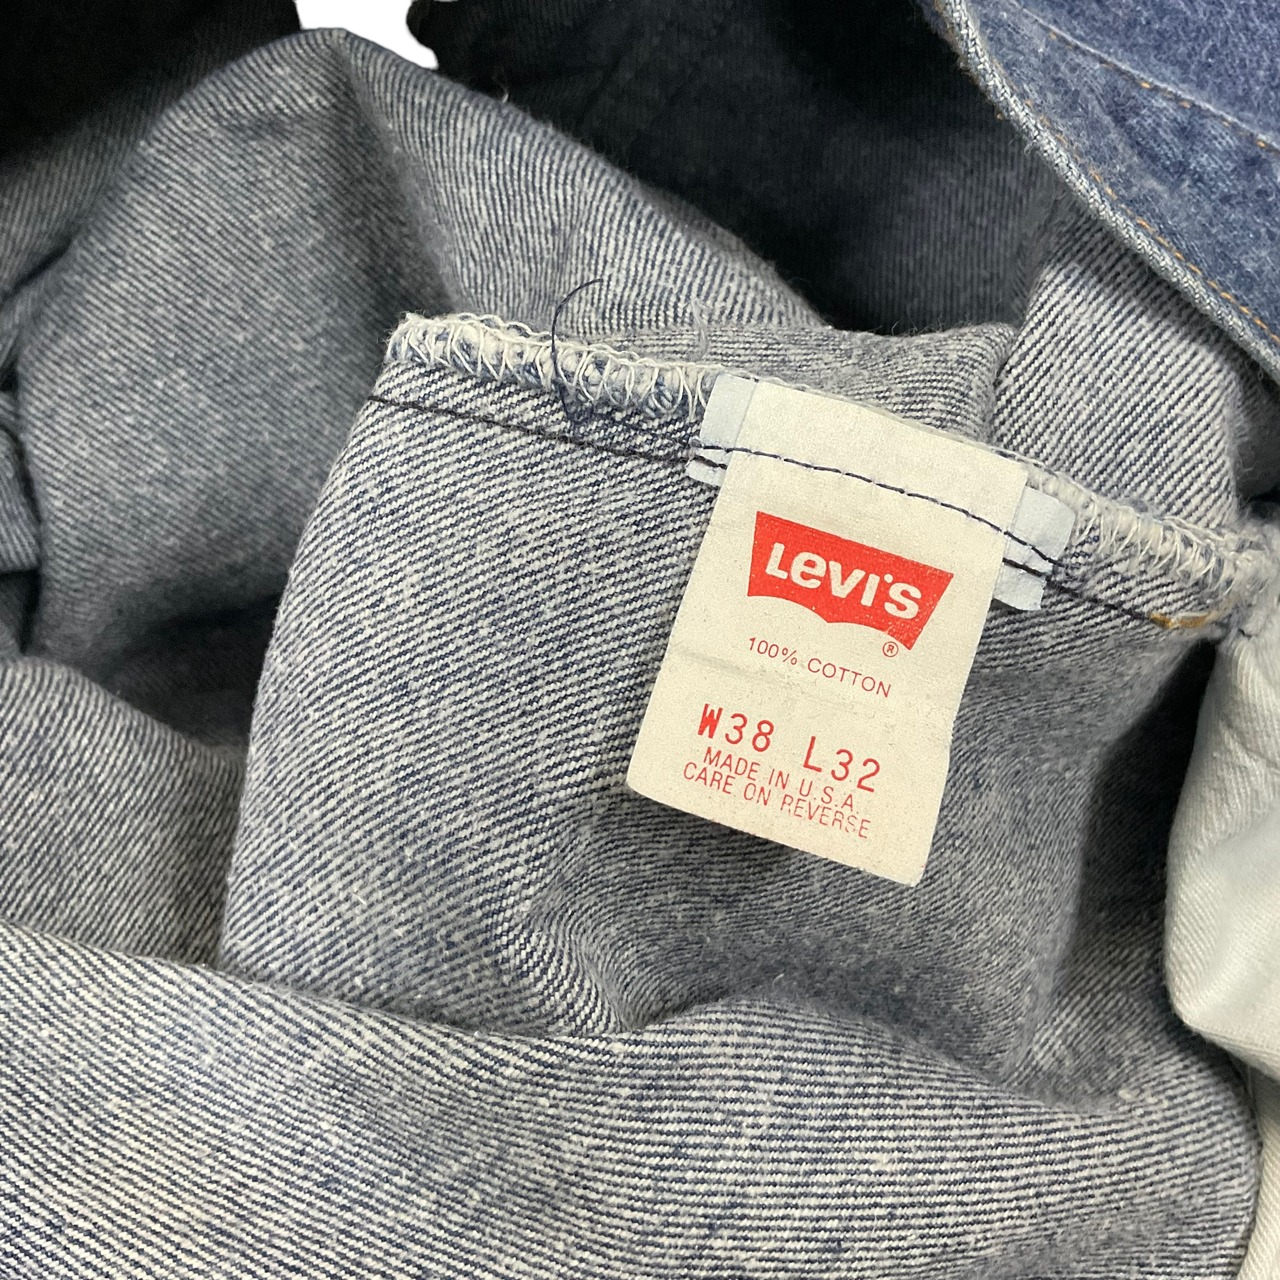 Levi's
®
100% COTTON
W38 L32
MADE IN U.S.A.
CARE ON REVERSE